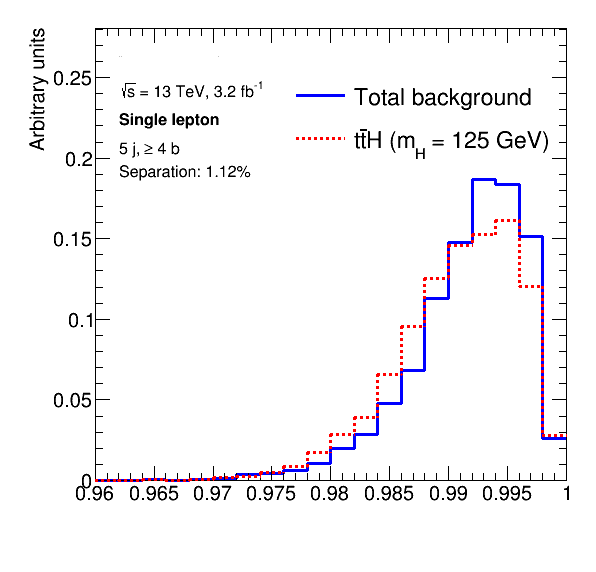 Arbitrary units
0.25
0.2
0.15
0.1
0.05
0
√s = 13 TeV, 3.2 fb⁻¹
Single lepton
5 j, ≥ 4 b
Separation: 1.12%
Total background
tt̄H (m_H = 125 GeV)
0.96 0.965 0.97 0.975 0.98 0.985 0.99 0.995 1